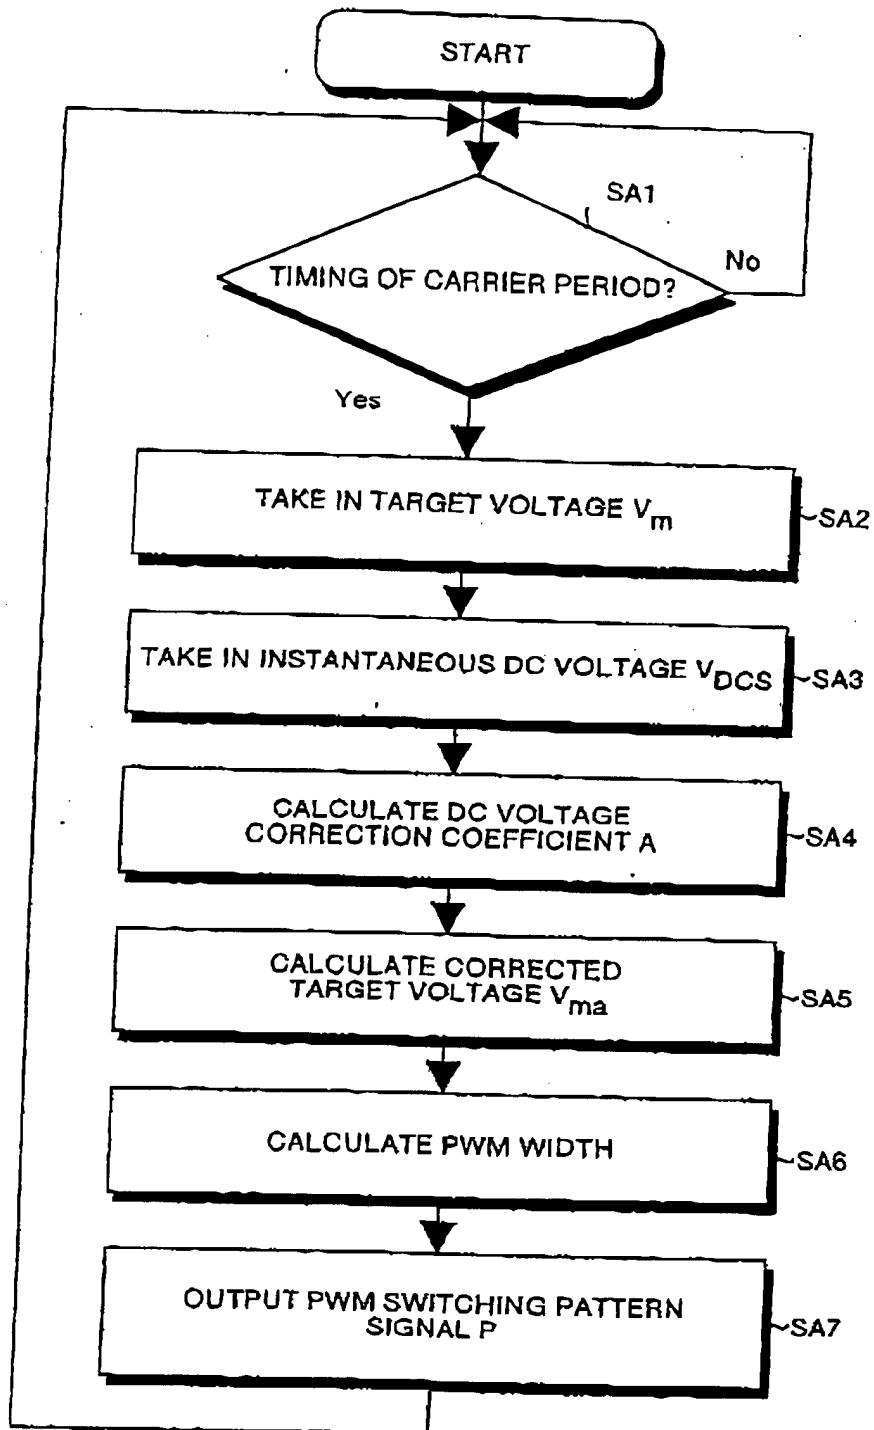 START
SA1
No
TIMING OF CARRIER PERIOD?
Yes
TAKE IN TARGET VOLTAGE Vm
SA2
TAKE IN INSTANTANEOUS DC VOLTAGE VDCS
SA3
CALCULATE DC VOLTAGE
CORRECTION COEFFICIENT A
SA4
CALCULATE CORRECTED
TARGET VOLTAGE Vma
SA5
CALCULATE PWM WIDTH
SA6
OUTPUT PWM SWITCHING PATTERN
SIGNAL P
SA7